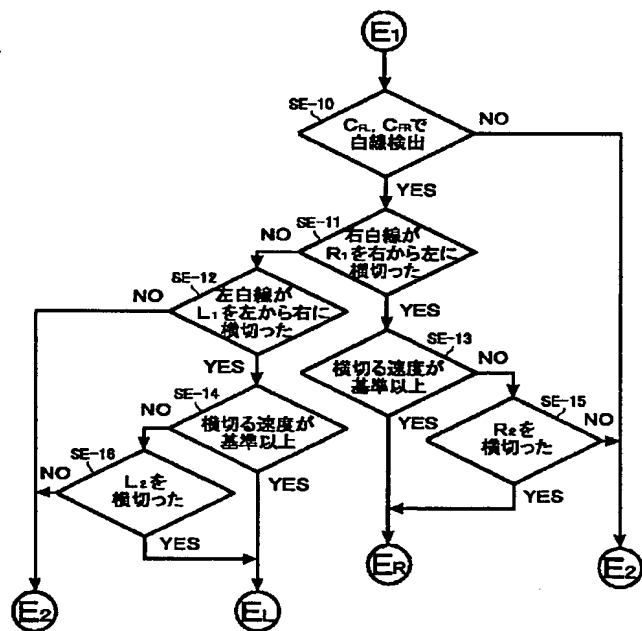 E1
SE-10
NO
CFL, CFRで
白線検出
YES
SE-11
NO
右白線が
R1を右から左に
横切った
SE-12
NO
左白線が
L1を左から右に
横切った
YES
SE-13
YES
横切る速度が
基準以上
NO
SE-14
NO
横切る速度が
基準以上
SE-15
YES
R2を
横切った
NO
SE-16
NO
L2を
横切った
YES
YES
YES
E2
EL
ER
E2